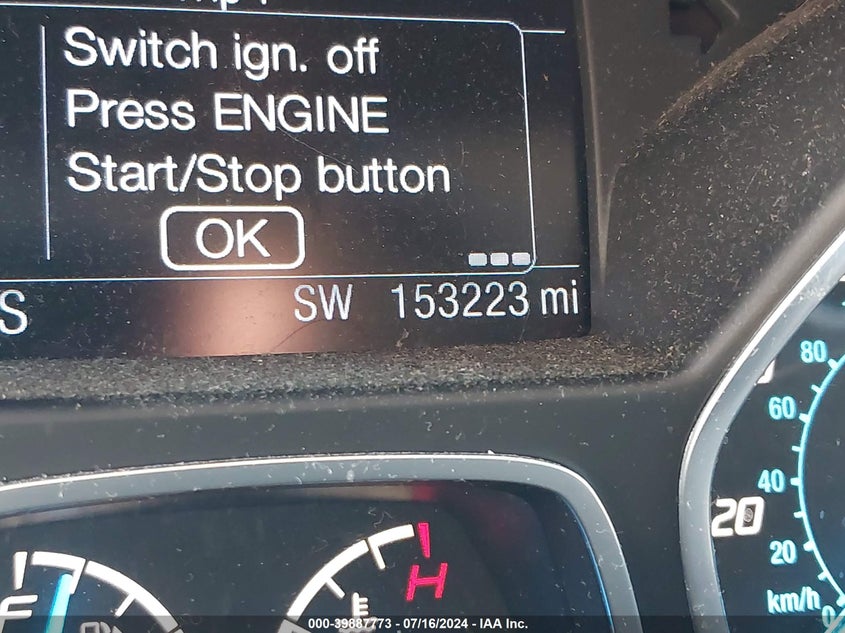 Switch ign. off
Press ENGINE
Start/Stop button
OK
S SW 153223 mi
80
60
40
20
20
km/h
0
F
H
000-39887773 - 07/16/2024 - IAA Inc.